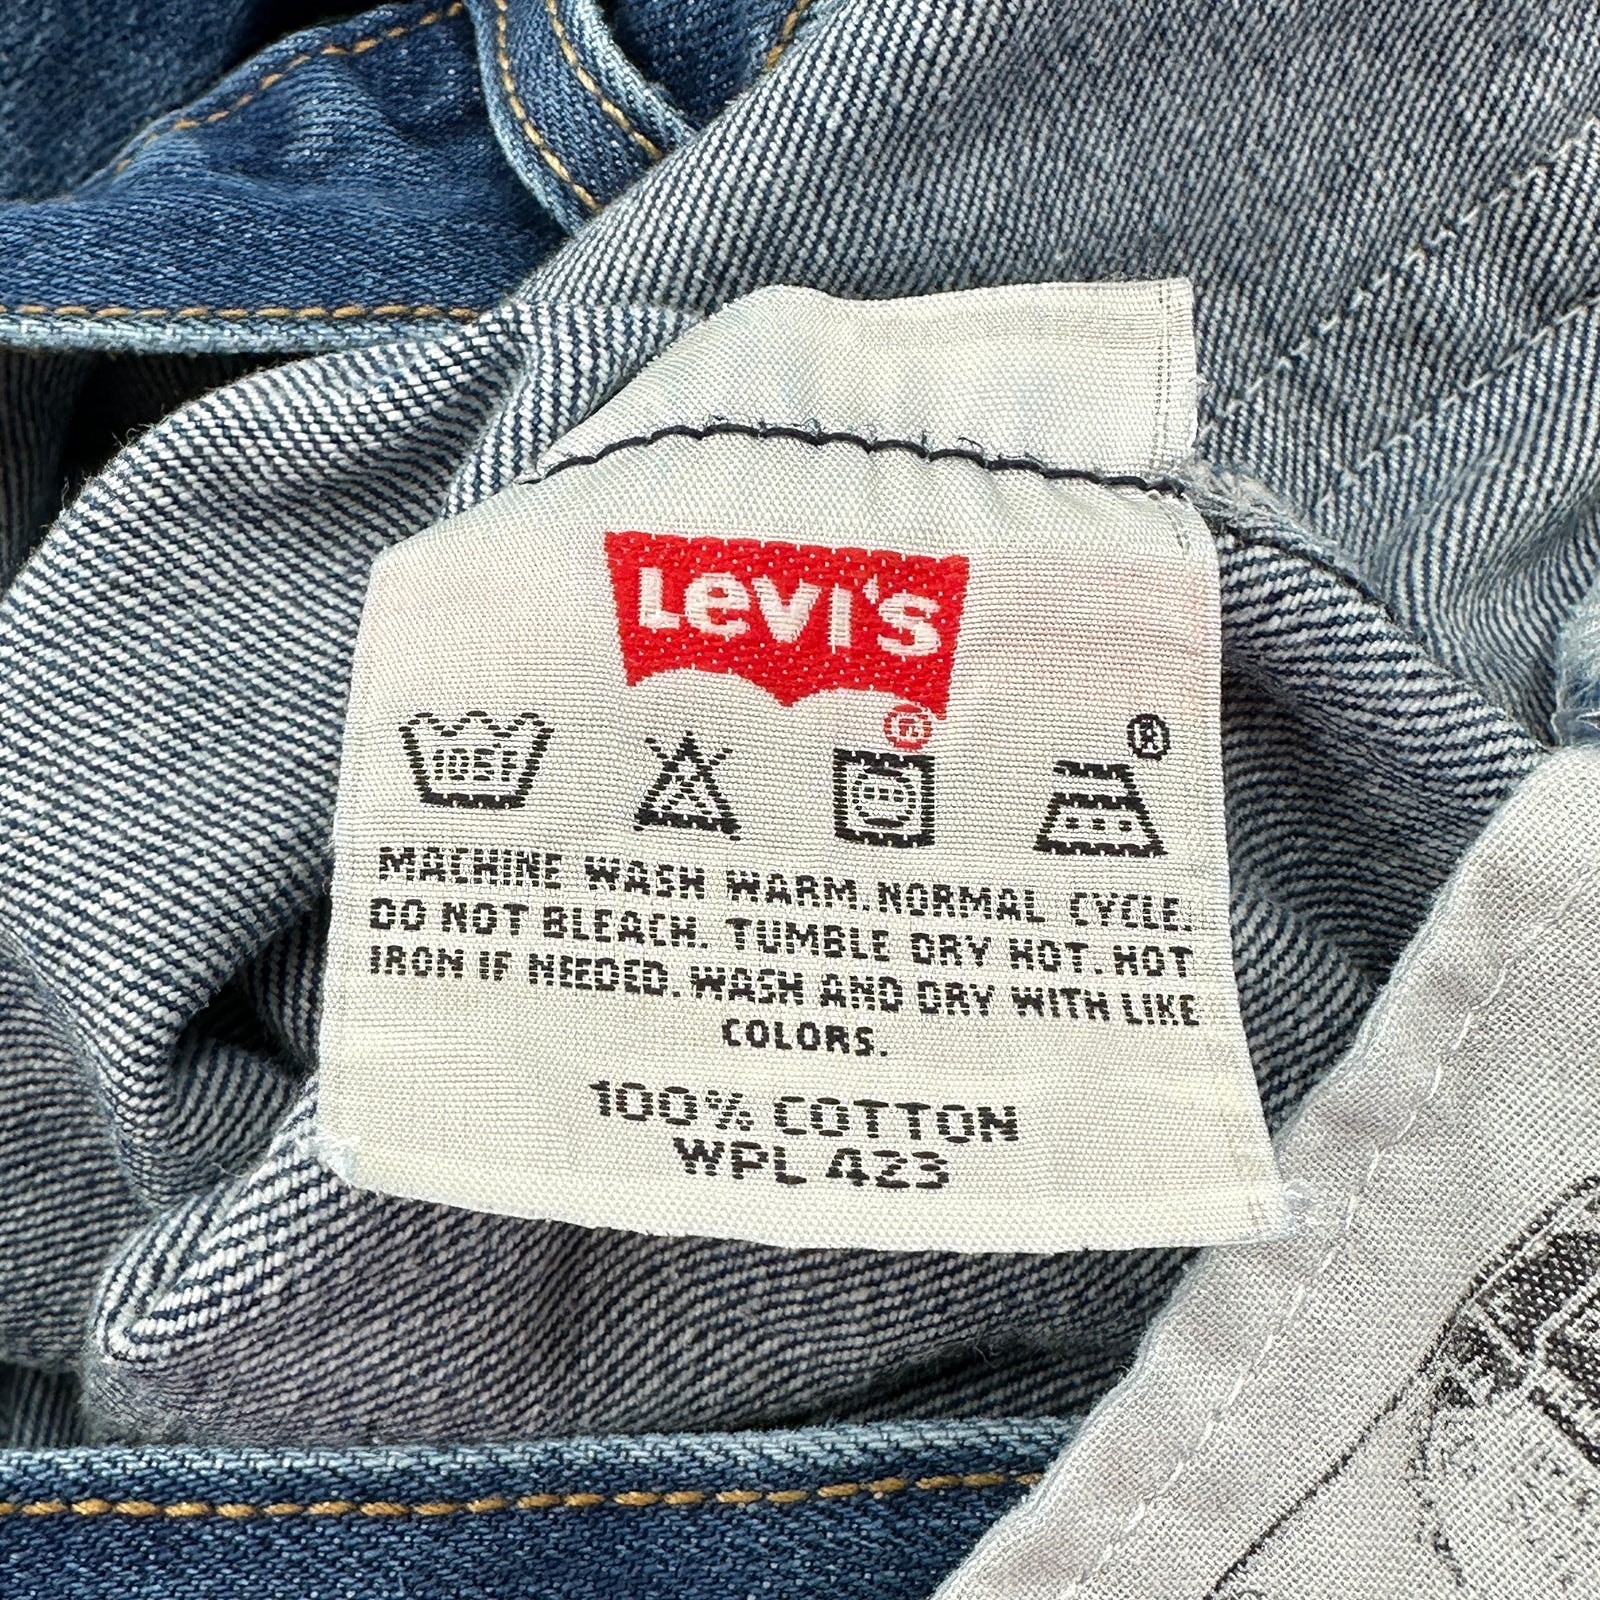 Levi's
®
105F
®
MACHINE WASH WARM. NORMAL CYCLE.
DO NOT BLEACH. TUMBLE DRY HOT. HOT
IRON IF NEEDED. WASH AND DRY WITH LIKE
COLORS.
100% COTTON
WPL 423